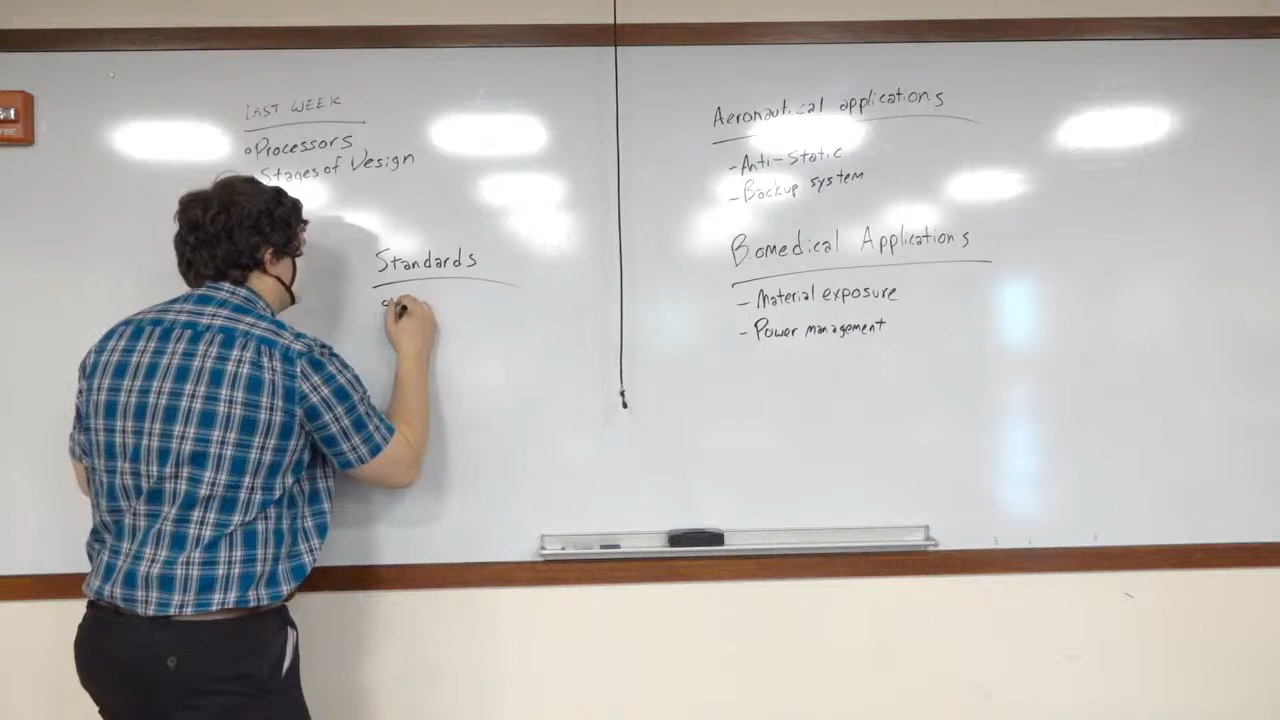 LAST WEEK
Processors
Stages of Design
Standards
Aeronautical applications
- Anti-Static
- Backup system
Biomedical Applications
- Material exposure
- Power management
FIRE